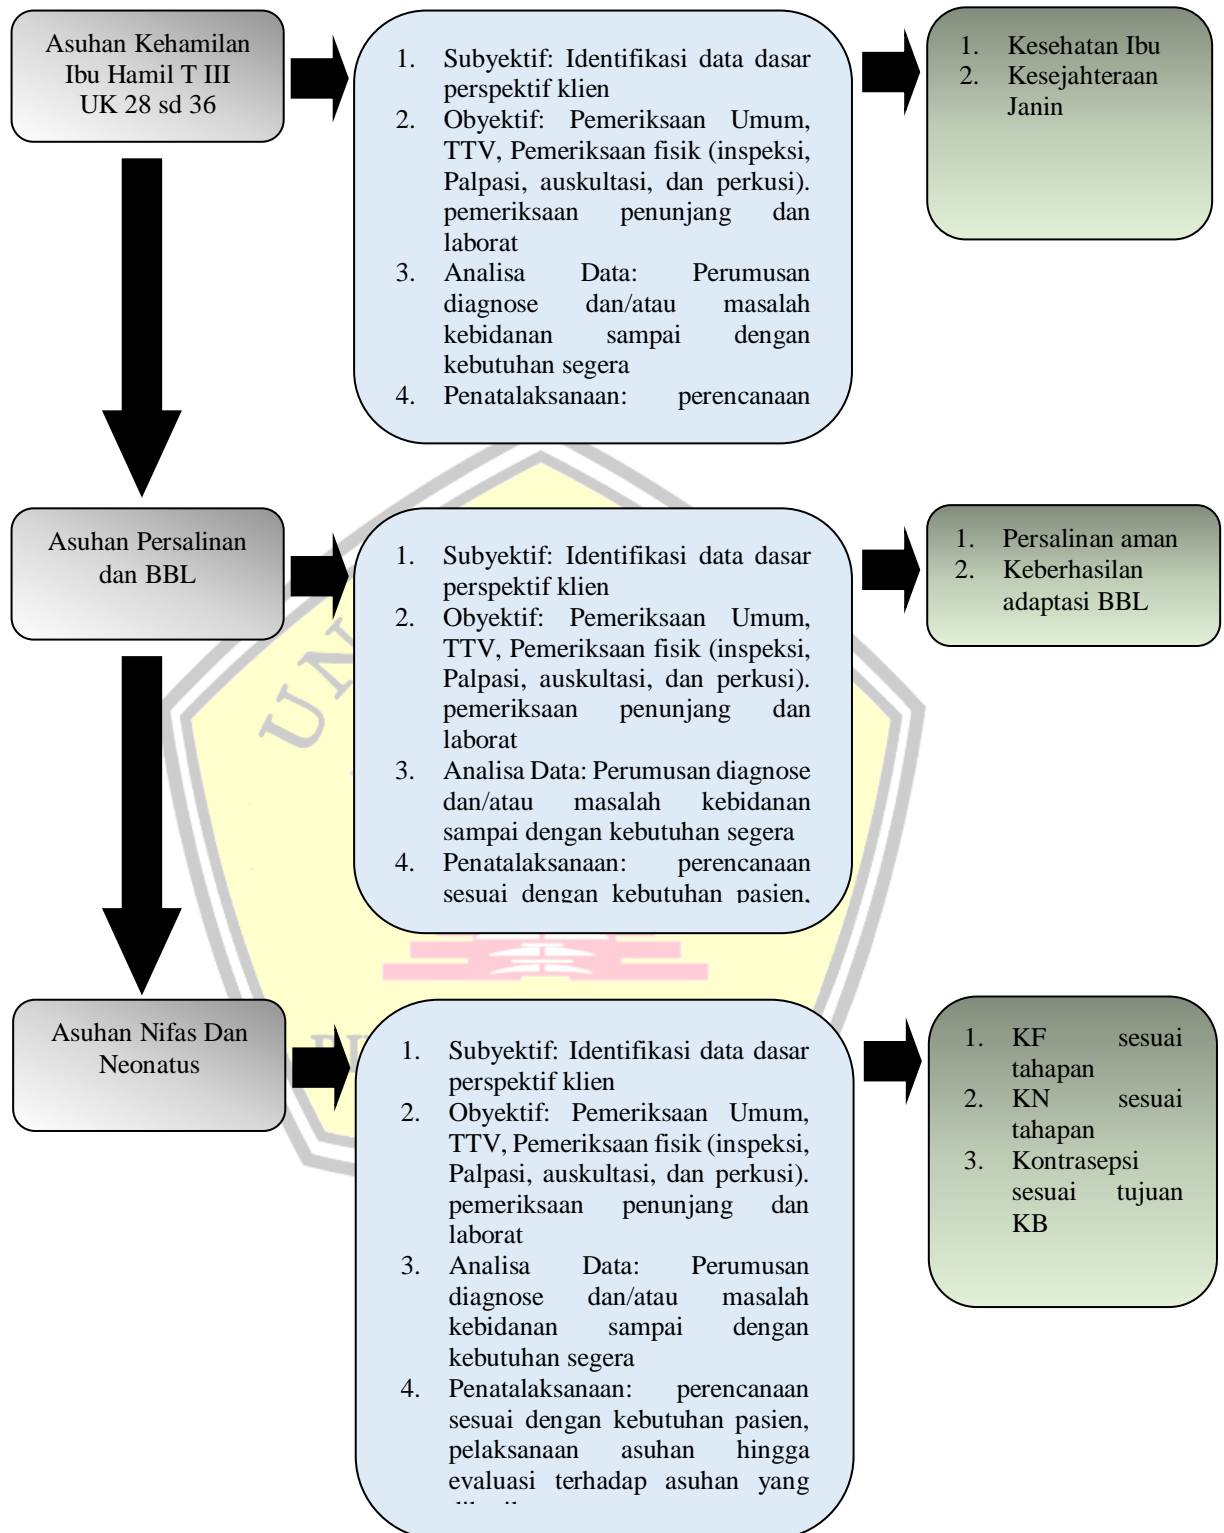 Asuhan Kehamilan
Ibu Hamil T III
UK 28 sd 36
1. Subyektif: Identifikasi data dasar
perspektif klien
2. Obyektif: Pemeriksaan Umum,
TTV, Pemeriksaan fisik (inspeksi,
Palpasi, auskultasi, dan perkusi).
pemeriksaan penunjang dan
laborat
3. Analisa Data: Perumusan
diagnose dan/atau masalah
kebidanan sampai dengan
kebutuhan segera
4. Penatalaksanaan: perencanaan
1. Kesehatan Ibu
2. Kesejahteraan
Janin
Asuhan Persalinan
dan BBL
1. Subyektif: Identifikasi data dasar
perspektif klien
2. Obyektif: Pemeriksaan Umum,
TTV, Pemeriksaan fisik (inspeksi,
Palpasi, auskultasi, dan perkusi).
pemeriksaan penunjang dan
laborat
3. Analisa Data: Perumusan diagnose
dan/atau masalah kebidanan
sampai dengan kebutuhan segera
4. Penatalaksanaan: perencanaan
sesuai dengan kebutuhan pasien,
1. Persalinan aman
2. Keberhasilan
adaptasi BBL
Asuhan Nifas Dan
Neonatus
1. Subyektif: Identifikasi data dasar
perspektif klien
2. Obyektif: Pemeriksaan Umum,
TTV, Pemeriksaan fisik (inspeksi,
Palpasi, auskultasi, dan perkusi).
pemeriksaan penunjang dan
laborat
3. Analisa Data: Perumusan
diagnose dan/atau masalah
kebidanan sampai dengan
kebutuhan segera
4. Penatalaksanaan: perencanaan
sesuai dengan kebutuhan pasien,
pelaksanaan asuhan hingga
evaluasi terhadap asuhan yang
1. KF sesuai
tahapan
2. KN sesuai
tahapan
3. Kontrasepsi
sesuai tujuan
KB